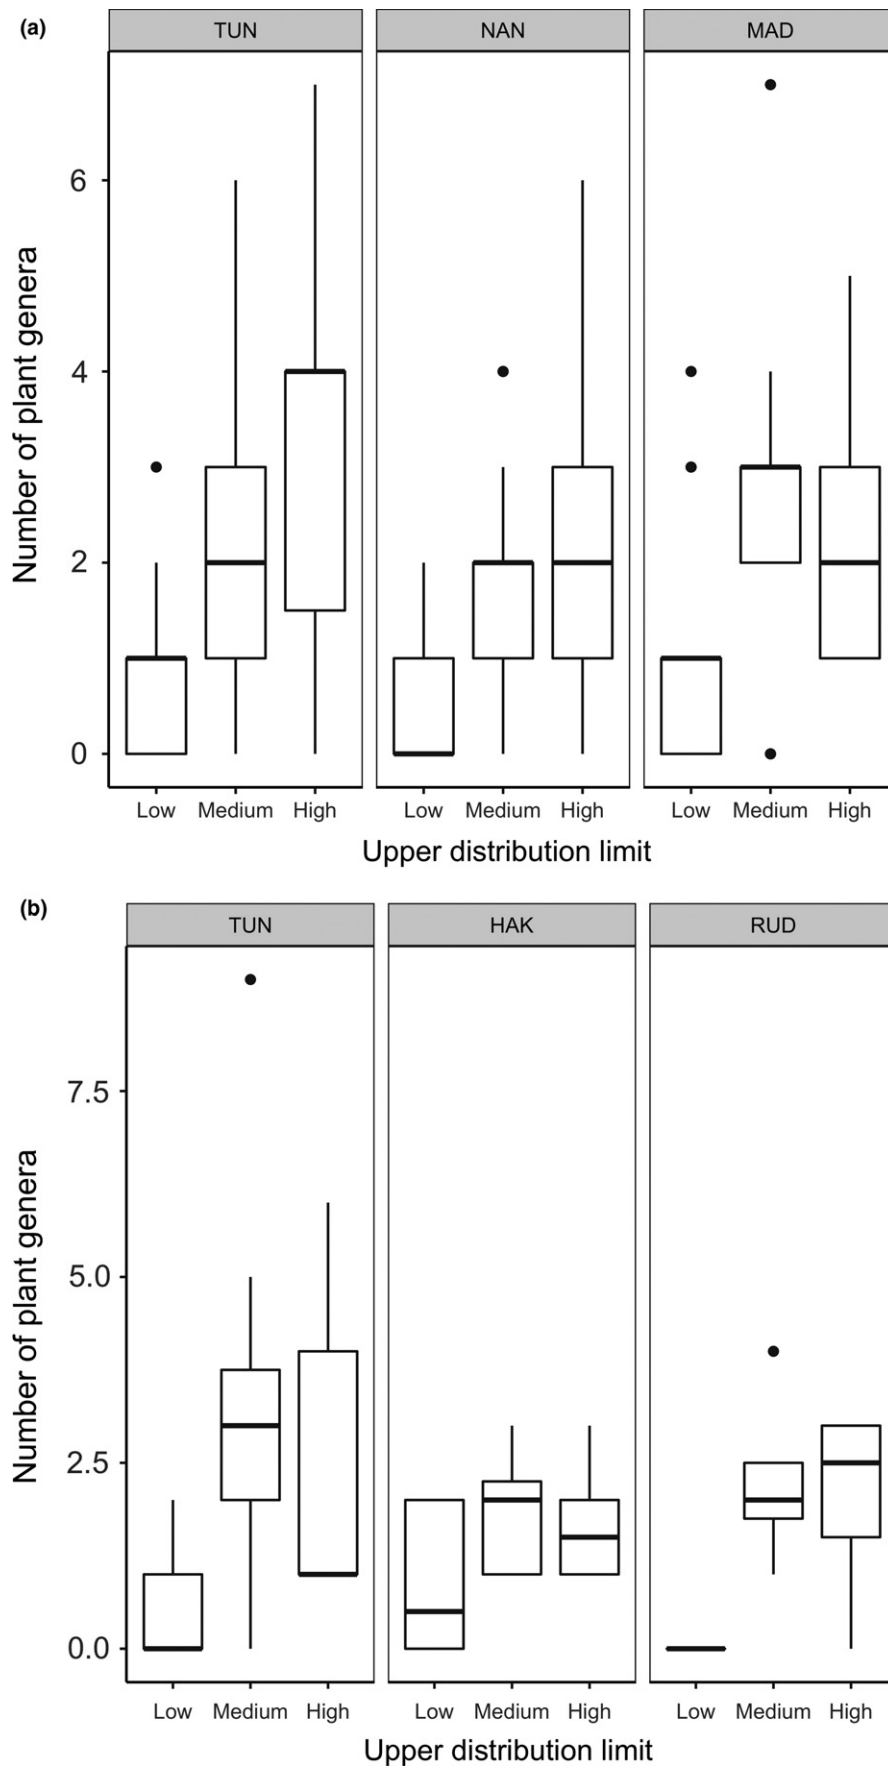 (a)
TUN NAN MAD
Number of plant genera
6
4
2
0
Low Medium High Low Medium High Low Medium High
Upper distribution limit
(b)
TUN HAK RUD
Number of plant genera
7.5
5.0
2.5
0.0
Low Medium High Low Medium High Low Medium High
Upper distribution limit